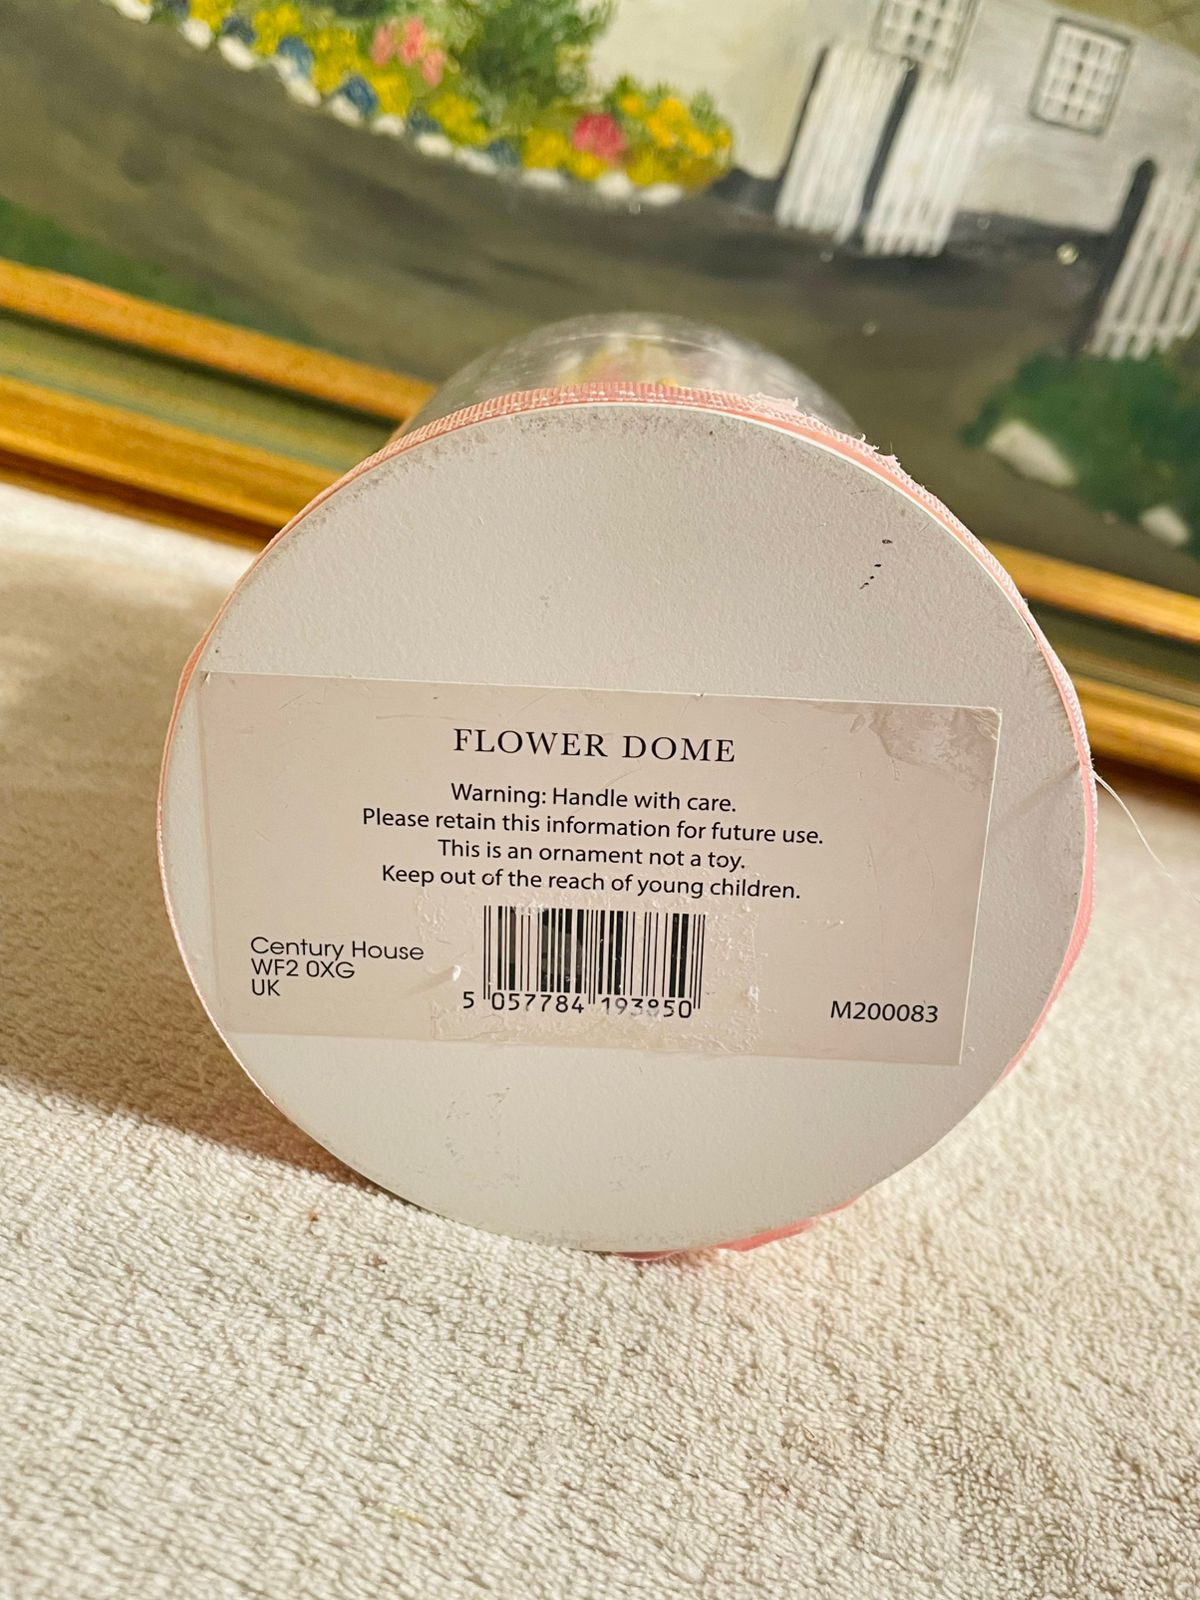 FLOWER DOME
Warning: Handle with care.
Please retain this information for future use.
This is an ornament not a toy.
Keep out of the reach of young children.
Century House
WF2 0XG
UK
5 057784 193850
M200083